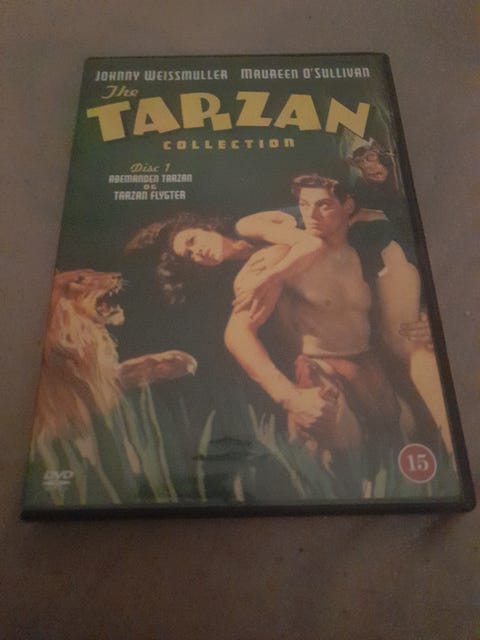 JOHNNY WEISSMULLER MAUREEN O'SULLIVAN
The
TARZAN
COLLECTION
Disc 1
ABEMANDEN TARZAN
OG
TARZAN FLYGTER
DVD
15